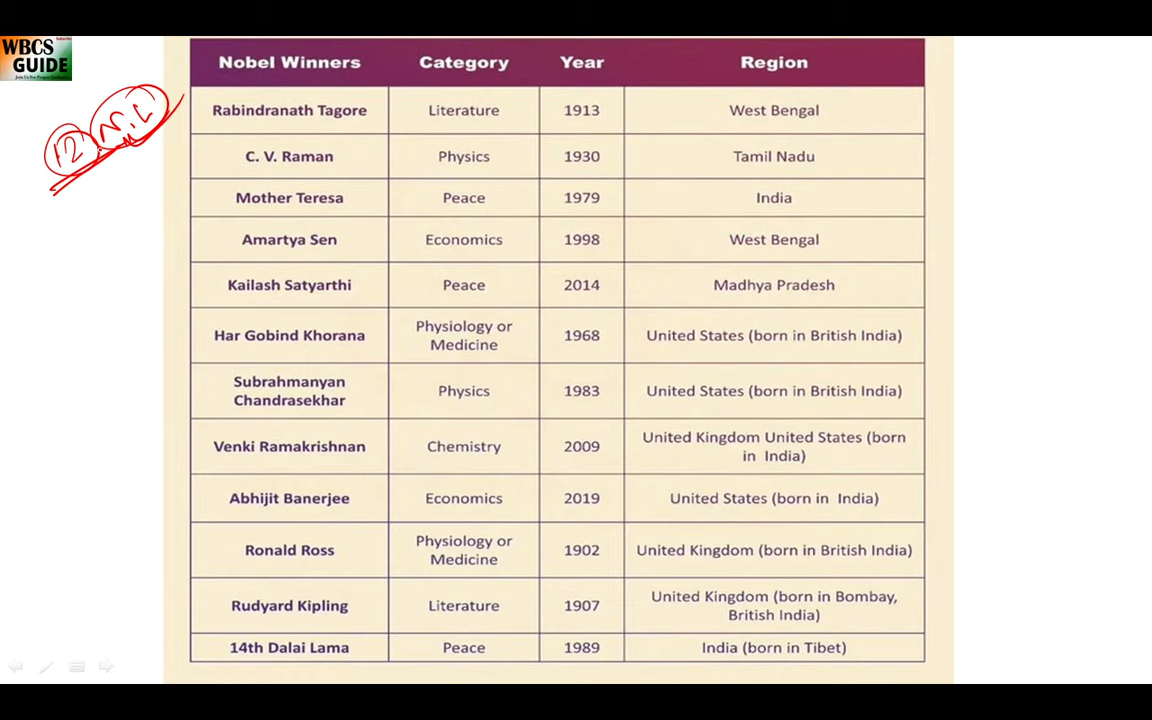 WBCS
GUIDE
12 N.L
Nobel Winners Category Year Region
Rabindranath Tagore Literature 1913 West Bengal
C. V. Raman Physics 1930 Tamil Nadu
Mother Teresa Peace 1979 India
Amartya Sen Economics 1998 West Bengal
Kailash Satyarthi Peace 2014 Madhya Pradesh
Har Gobind Khorana Physiology or Medicine 1968 United States (born in British India)
Subrahmanyan Chandrasekhar Physics 1983 United States (born in British India)
Venki Ramakrishnan Chemistry 2009 United Kingdom United States (born in India)
Abhijit Banerjee Economics 2019 United States (born in India)
Ronald Ross Physiology or Medicine 1902 United Kingdom (born in British India)
Rudyard Kipling Literature 1907 United Kingdom (born in Bombay, British India)
14th Dalai Lama Peace 1989 India (born in Tibet)